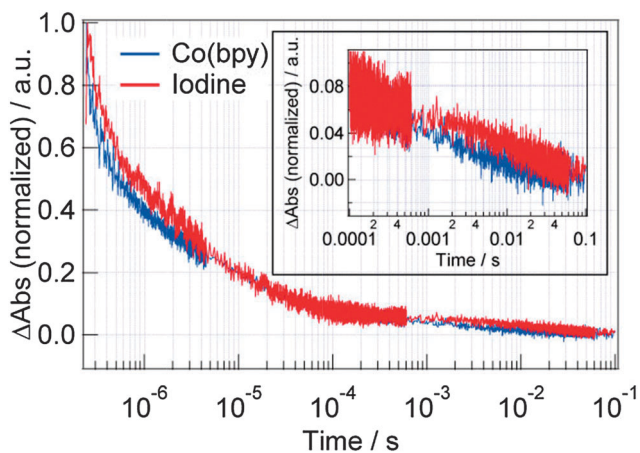 1.0
0.8
0.6
0.4
0.2
0.0
ΔAbs (normalized) / a.u.
Co(bpy)
Iodine
10⁻⁶ 10⁻⁵ 10⁻⁴ 10⁻³ 10⁻² 10⁻¹
Time / s
0.08
0.04
0.00
ΔAbs (normalized) / a.u.
2 4 2 4 2 4
0.0001 0.001 0.01 0.1
Time / s